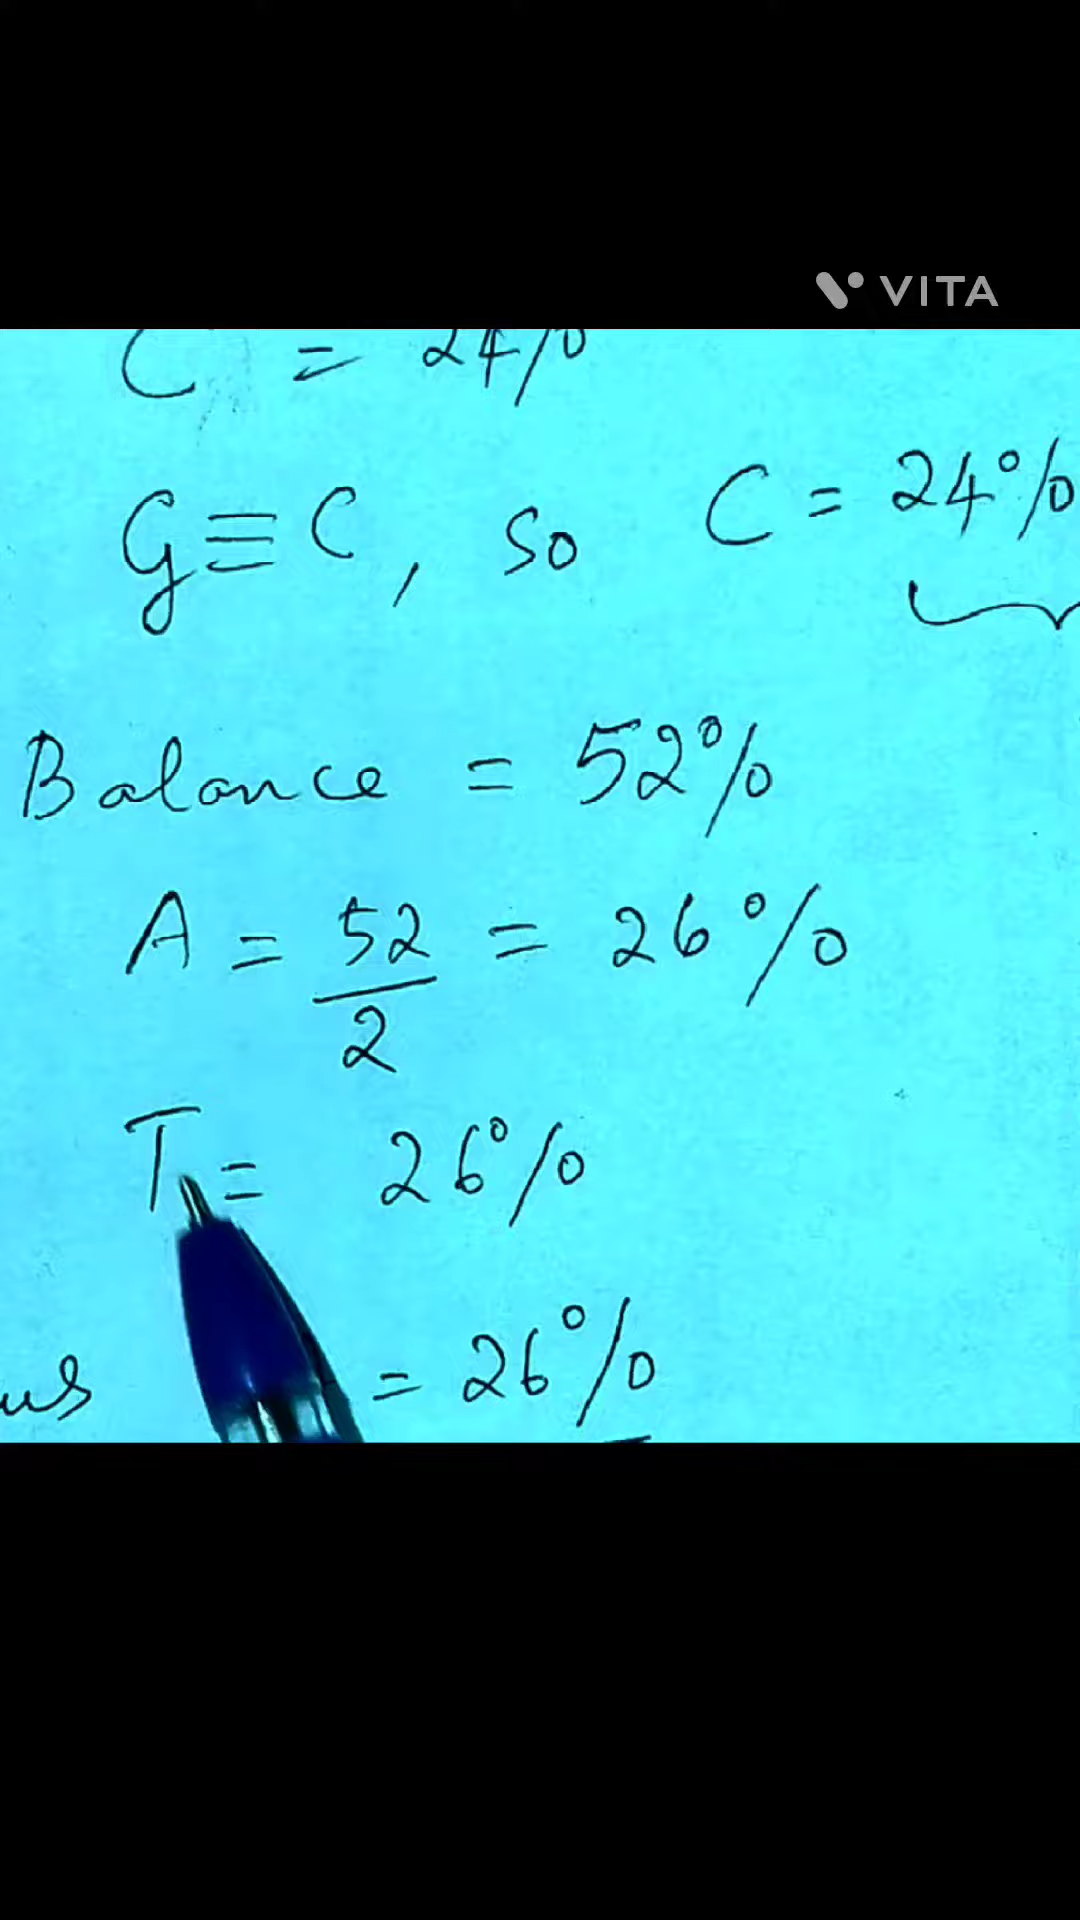 VITA
C = 24%
G≡C, so C = 24%
Balance = 52%
A = 52/2 = 26%
T = 26%
= 26%